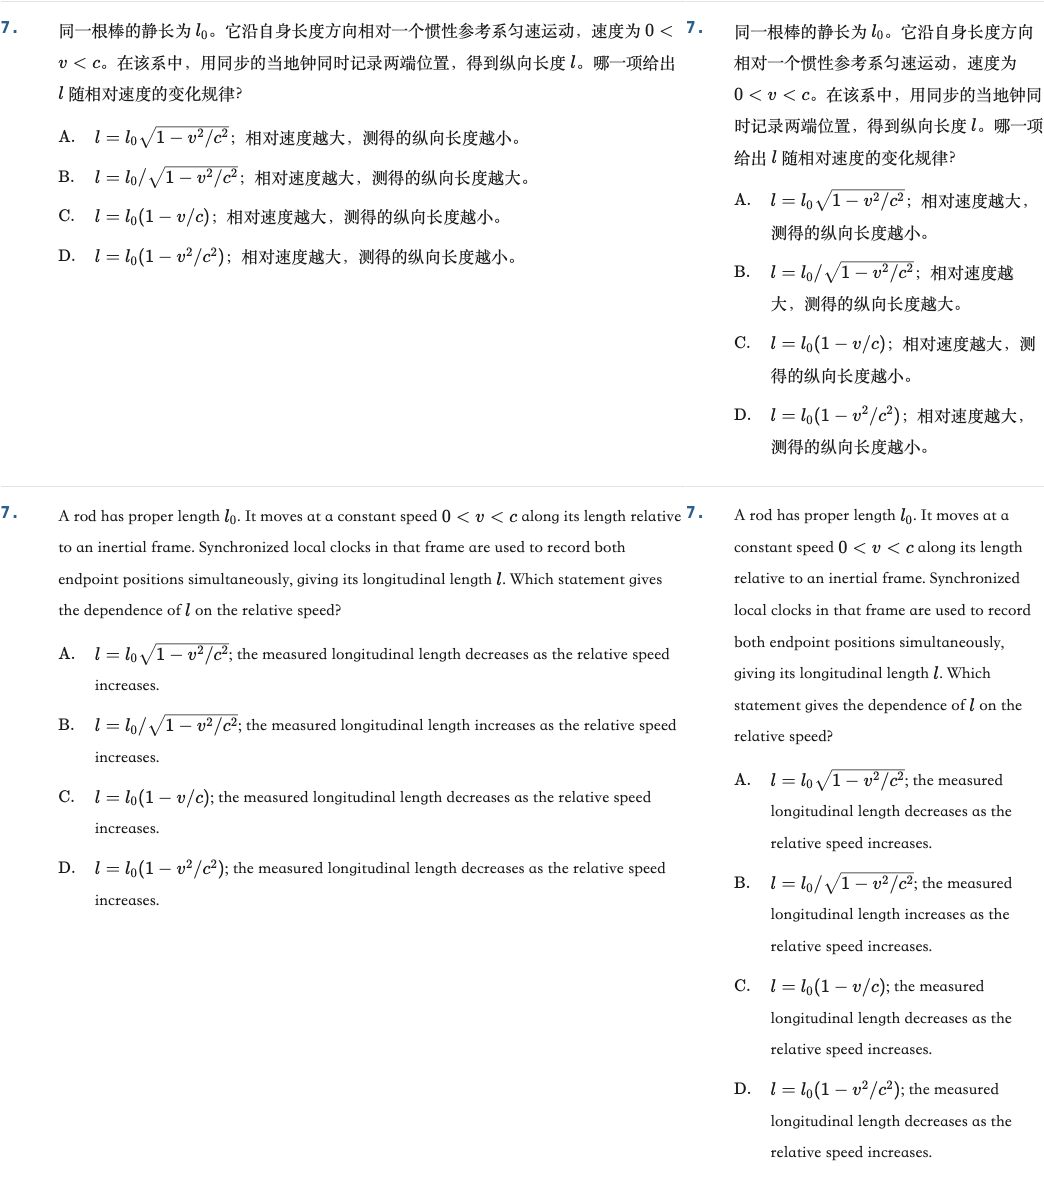 7.
同一根棒的静长为 l₀。它沿自身长度方向相对一个惯性参考系匀速运动，速度为 0 <
v < c。在该系中，用同步的当地钟同时记录两端位置，得到纵向长度 l。哪一项给出
l 随相对速度的变化规律?
A. l = l₀√(1 − v²/c²)；相对速度越大，测得的纵向长度越小。
B. l = l₀/√(1 − v²/c²)；相对速度越大，测得的纵向长度越大。
C. l = l₀(1 − v/c)；相对速度越大，测得的纵向长度越小。
D. l = l₀(1 − v²/c²)；相对速度越大，测得的纵向长度越小。
7.
同一根棒的静长为 l₀。它沿自身长度方向
相对一个惯性参考系匀速运动，速度为
0 < v < c。在该系中，用同步的当地钟同
时记录两端位置，得到纵向长度 l。哪一项
给出 l 随相对速度的变化规律?
A. l = l₀√(1 − v²/c²)；相对速度越大，
测得的纵向长度越小。
B. l = l₀/√(1 − v²/c²)；相对速度越
大，测得的纵向长度越大。
C. l = l₀(1 − v/c)；相对速度越大，测
得的纵向长度越小。
D. l = l₀(1 − v²/c²)；相对速度越大，
测得的纵向长度越小。
7.
A rod has proper length l₀. It moves at a constant speed 0 < v < c along its length relative
to an inertial frame. Synchronized local clocks in that frame are used to record both
endpoint positions simultaneously, giving its longitudinal length l. Which statement gives
the dependence of l on the relative speed?
A. l = l₀√(1 − v²/c²); the measured longitudinal length decreases as the relative speed
increases.
B. l = l₀/√(1 − v²/c²); the measured longitudinal length increases as the relative speed
increases.
C. l = l₀(1 − v/c); the measured longitudinal length decreases as the relative speed
increases.
D. l = l₀(1 − v²/c²); the measured longitudinal length decreases as the relative speed
increases.
7.
A rod has proper length l₀. It moves at a
constant speed 0 < v < c along its length
relative to an inertial frame. Synchronized
local clocks in that frame are used to record
both endpoint positions simultaneously,
giving its longitudinal length l. Which
statement gives the dependence of l on the
relative speed?
A. l = l₀√(1 − v²/c²); the measured
longitudinal length decreases as the
relative speed increases.
B. l = l₀/√(1 − v²/c²); the measured
longitudinal length increases as the
relative speed increases.
C. l = l₀(1 − v/c); the measured
longitudinal length decreases as the
relative speed increases.
D. l = l₀(1 − v²/c²); the measured
longitudinal length decreases as the
relative speed increases.